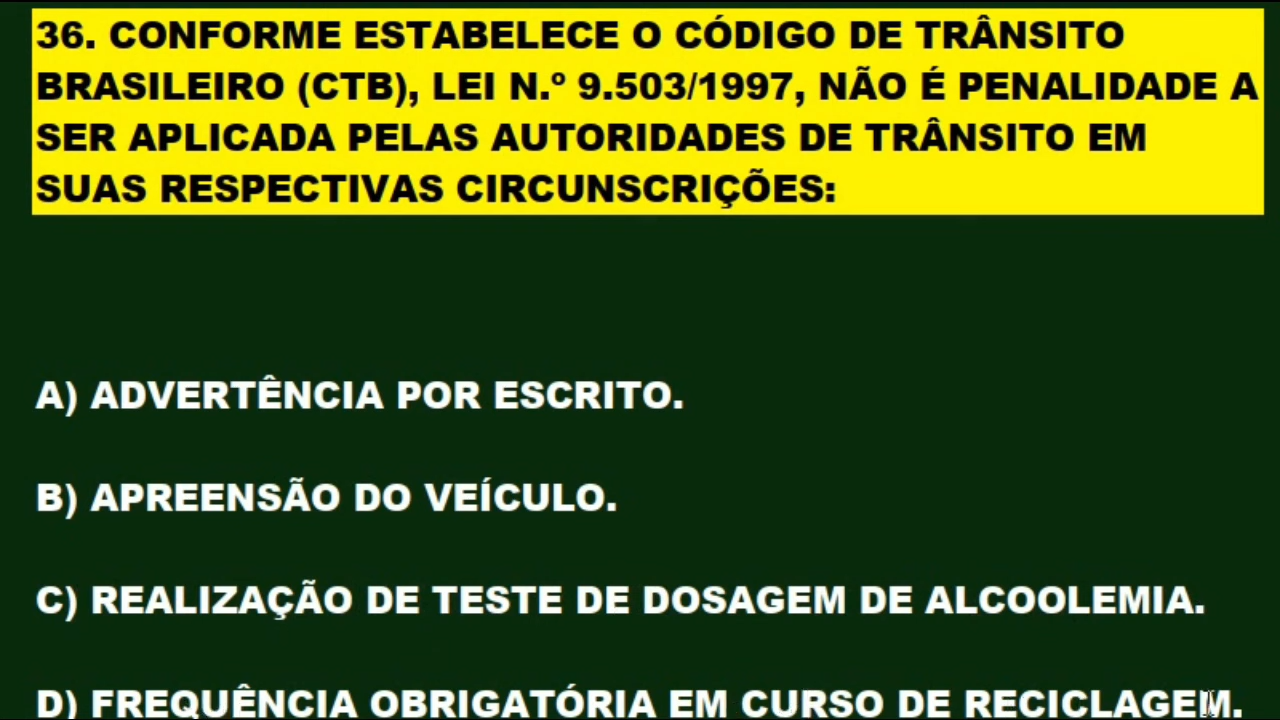 36. CONFORME ESTABELECE O CÓDIGO DE TRÂNSITO
BRASILEIRO (CTB), LEI N.º 9.503/1997, NÃO É PENALIDADE A
SER APLICADA PELAS AUTORIDADES DE TRÂNSITO EM
SUAS RESPECTIVAS CIRCUNSCRIÇÕES:
A) ADVERTÊNCIA POR ESCRITO.
B) APREENSÃO DO VEÍCULO.
C) REALIZAÇÃO DE TESTE DE DOSAGEM DE ALCOOLEMIA.
D) FREQUÊNCIA OBRIGATÓRIA EM CURSO DE RECICLAGEM.